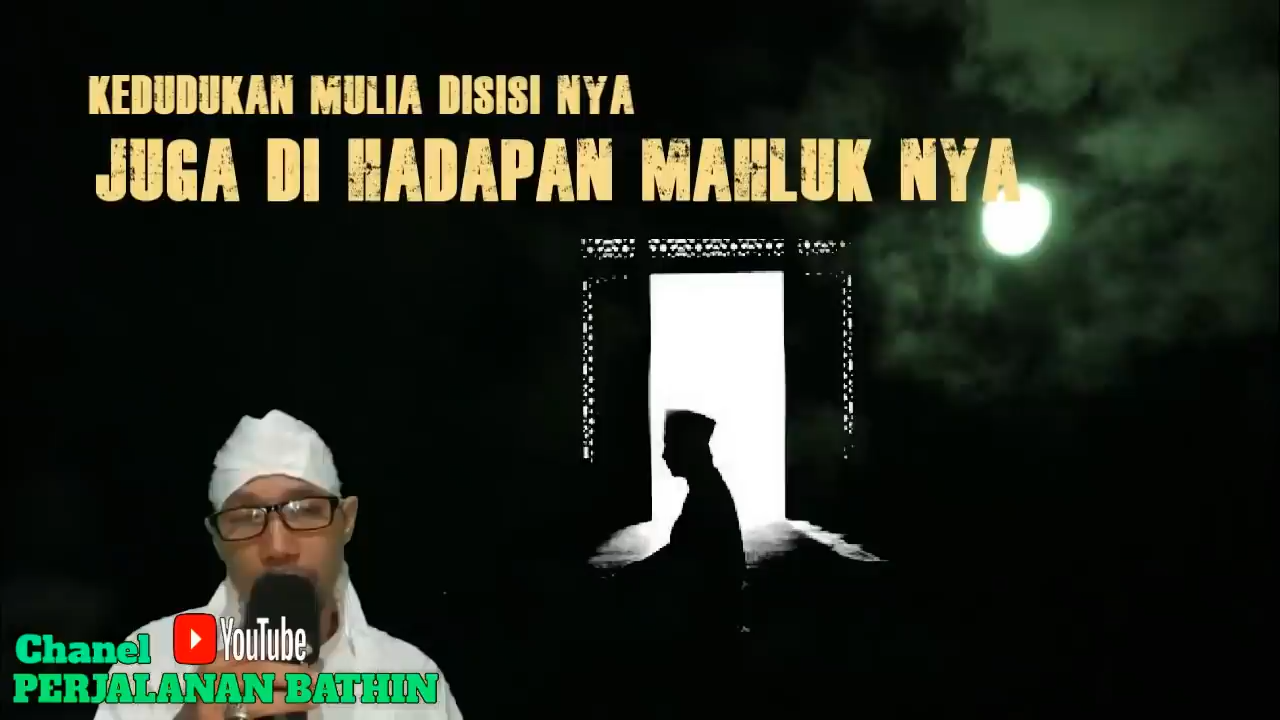 KEDUDUKAN MULIA DISISI NYA
JUGA DI HADAPAN MAHLUK NYA
Chanel YouTube
PERJALANAN BATHIN